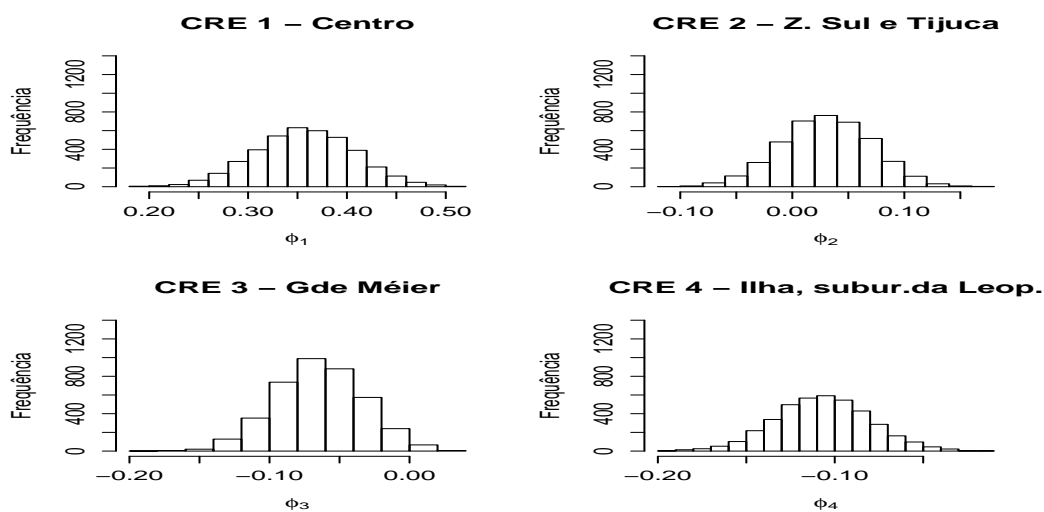 CRE 1 – Centro
Frequência
0 400 800 1200
0.20 0.30 0.40 0.50
ϕ1
CRE 2 – Z. Sul e Tijuca
Frequência
0 400 800 1200
−0.10 0.00 0.10
ϕ2
CRE 3 – Gde Méier
Frequência
0 400 800 1200
−0.20 −0.10 0.00
ϕ3
CRE 4 – Ilha, subur.da Leop.
Frequência
0 400 800 1200
−0.20 −0.10
ϕ4